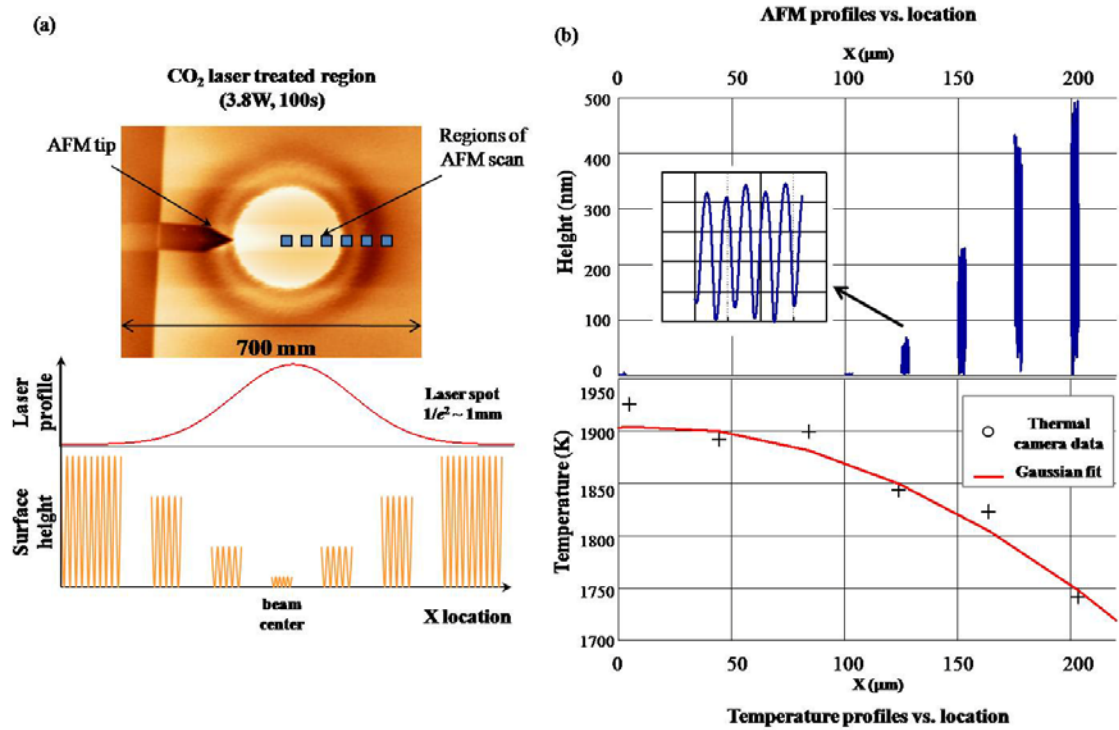 (a)
CO₂ laser treated region
(3.8W, 100s)
AFM tip
Regions of
AFM scan
700 mm
Laser
profile
Laser spot
1/e² ~ 1mm
Surface
height
beam
center
X location
(b)
AFM profiles vs. location
X (μm)
0 50 100 150 200
500
400
300
200
100
0
Height (nm)
1950
1900
1850
1800
1750
1700
Temperature (K)
Thermal
camera data
Gaussian fit
0 50 100 150 200
X (μm)
Temperature profiles vs. location